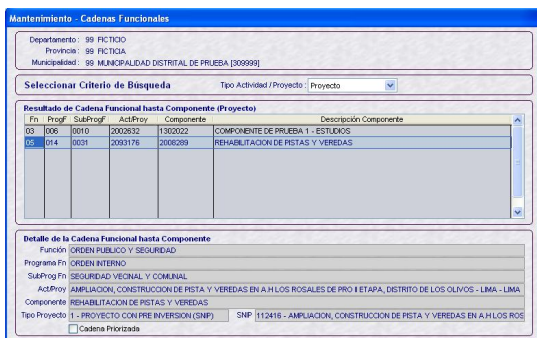 Mantenimiento - Cadenas Funcionales
Departamento : 99 FICTICIO
Provincia : 99 FICTICIA
Municipalidad : 99 MUNICIPALIDAD DISTRITAL DE PRUEBA [309999]
Seleccionar Criterio de Búsqueda Tipo Actividad / Proyecto : Proyecto
Resultado de Cadena Funcional hasta Componente (Proyecto)
Fn ProgF SubProgF Act/Proy Componente Descripción Componente
03 006 0010 2002632 1302022 COMPONENTE DE PRUEBA 1 - ESTUDIOS
05 014 0031 2093176 2008289 REHABILITACION DE PISTAS Y VEREDAS
Detalle de la Cadena Funcional hasta Componente
Función ORDEN PUBLICO Y SEGURIDAD
Programa Fn ORDEN INTERNO
SubProg Fn SEGURIDAD VECINAL Y COMUNAL
Act/Proy AMPLIACION, CONSTRUCCION DE PISTA Y VEREDAS EN A.H LOS ROSALES DE PRO II ETAPA, DISTRITO DE LOS OLIVOS - LIMA - LIMA
Componente REHABILITACION DE PISTAS Y VEREDAS
Tipo Proyecto 1 - PROYECTO CON PRE INVERSION (SNIP) SNIP 112416 - AMPLIACION, CONSTRUCCION DE PISTA Y VEREDAS EN A.H LOS ROS
Cadena Priorizada